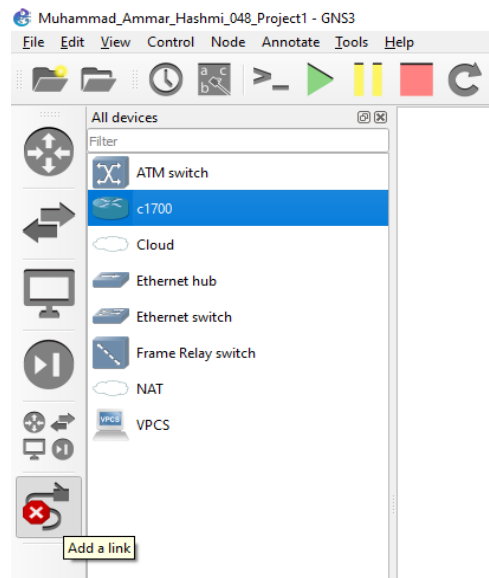 Muhammad_Ammar_Hashmi_048_Project1 - GNS3
File Edit View Control Node Annotate Tools Help
a c
b
All devices
Filter
ATM switch
c1700
Cloud
Ethernet hub
Ethernet switch
Frame Relay switch
NAT
VPCS
VPCS
Add a link